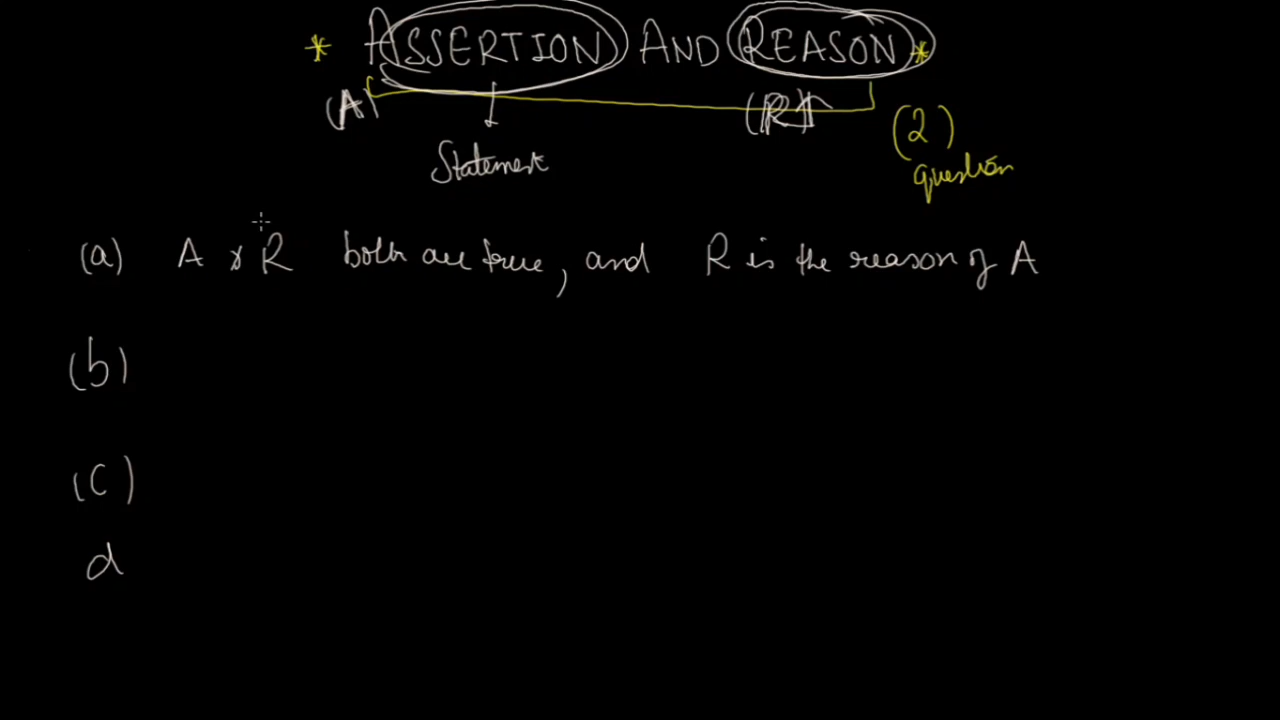 * ASSERTION AND REASON *
(A) (R) (2)
Statement question
(a) A & R both are true, and R is the reason of A
(b)
(C)
d